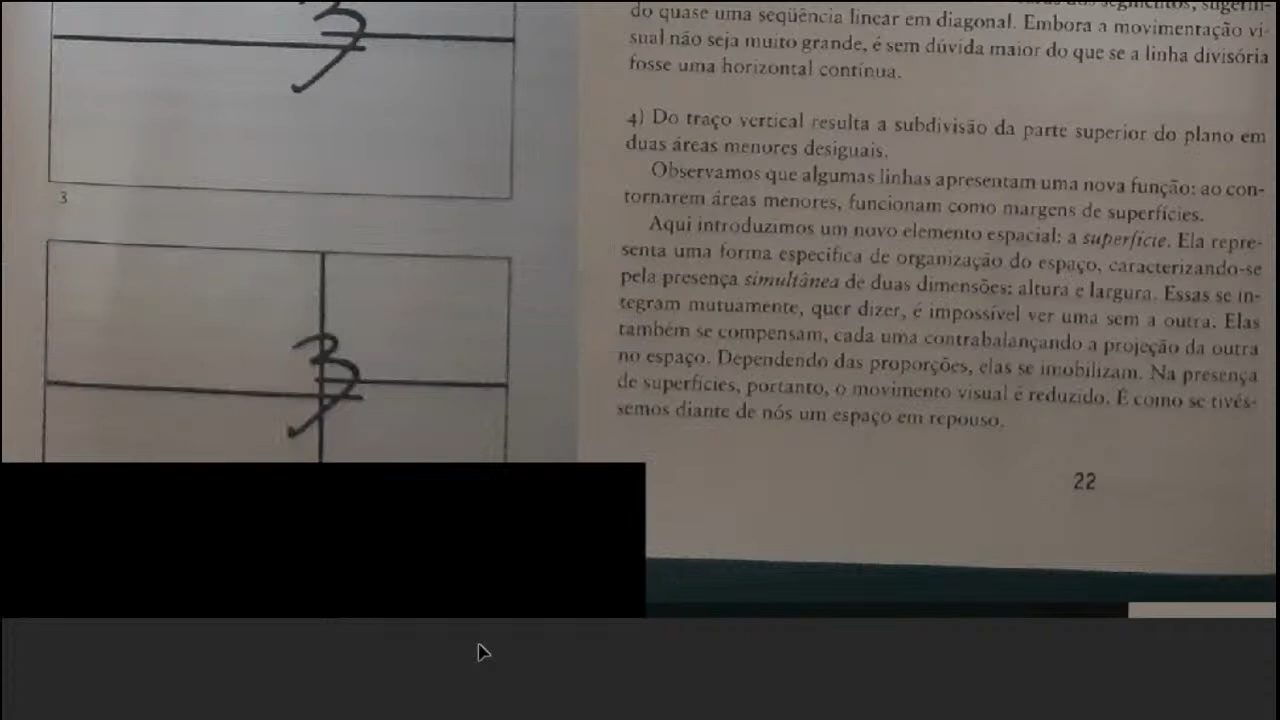 3
do quase uma seqüência linear em diagonal. Embora a movimentação vi-
sual não seja muito grande, é sem dúvida maior do que se a linha divisória
fosse uma horizontal contínua.
4) Do traço vertical resulta a subdivisão da parte superior do plano em
duas áreas menores desiguais.
Observamos que algumas linhas apresentam uma nova função: ao con-
tornarem áreas menores, funcionam como margens de superfícies.
Aqui introduzimos um novo elemento espacial: a superfície. Ela repre-
senta uma forma específica de organização do espaço, caracterizando-se
pela presença simultânea de duas dimensões: altura e largura. Essas se in-
tegram mutuamente, quer dizer, é impossível ver uma sem a outra. Elas
também se compensam, cada uma contrabalançando a projeção da outra
no espaço. Dependendo das proporções, elas se imobilizam. Na presença
de superfícies, portanto, o movimento visual é reduzido. É como se tivés-
semos diante de nós um espaço em repouso.
22